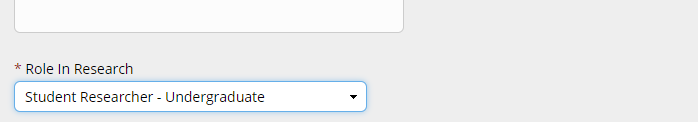 * Role In Research
Student Researcher - Undergraduate